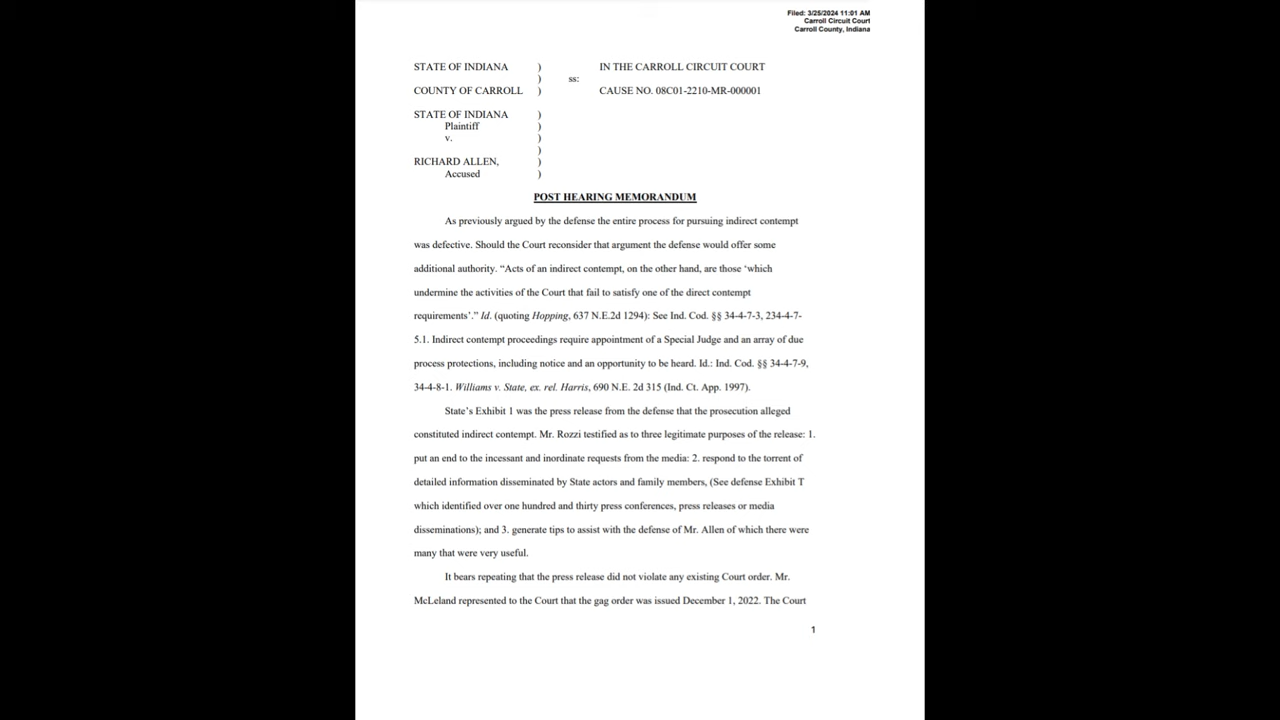 Filed: 3/25/2024 11:01 AM
Carroll Circuit Court
Carroll County, Indiana
STATE OF INDIANA ) IN THE CARROLL CIRCUIT COURT
) ss:
COUNTY OF CARROLL ) CAUSE NO. 08C01-2210-MR-000001
STATE OF INDIANA )
Plaintiff )
v. )
)
RICHARD ALLEN, )
Accused )
POST HEARING MEMORANDUM
As previously argued by the defense the entire process for pursuing indirect contempt
was defective. Should the Court reconsider that argument the defense would offer some
additional authority. “Acts of an indirect contempt, on the other hand, are those ‘which
undermine the activities of the Court that fail to satisfy one of the direct contempt
requirements’.” Id. (quoting Hopping, 637 N.E.2d 1294): See Ind. Cod. §§ 34-4-7-3, 234-4-7-
5.1. Indirect contempt proceedings require appointment of a Special Judge and an array of due
process protections, including notice and an opportunity to be heard. Id.: Ind. Cod. §§ 34-4-7-9,
34-4-8-1. Williams v. State, ex. rel. Harris, 690 N.E. 2d 315 (Ind. Ct. App. 1997).
State’s Exhibit 1 was the press release from the defense that the prosecution alleged
constituted indirect contempt. Mr. Rozzi testified as to three legitimate purposes of the release: 1.
put an end to the incessant and inordinate requests from the media: 2. respond to the torrent of
detailed information disseminated by State actors and family members, (See defense Exhibit T
which identified over one hundred and thirty press conferences, press releases or media
disseminations); and 3. generate tips to assist with the defense of Mr. Allen of which there were
many that were very useful.
It bears repeating that the press release did not violate any existing Court order. Mr.
McLeland represented to the Court that the gag order was issued December 1, 2022. The Court
1